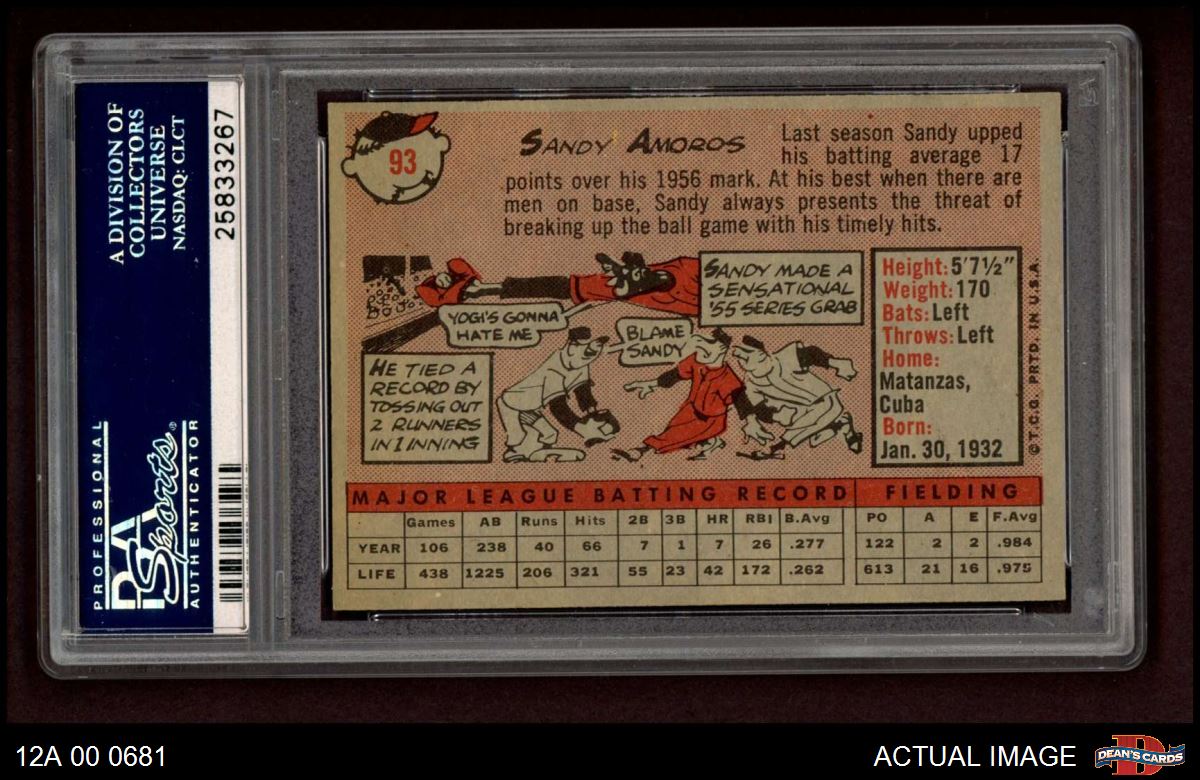 A DIVISION OF
COLLECTORS
UNIVERSE
NASDAQ: CLCT
25833267
PROFESSIONAL
PSA
Sports®
AUTHENTICATOR
93
SANDY AMOROS
Last season Sandy upped
his batting average 17
points over his 1956 mark. At his best when there are
men on base, Sandy always presents the threat of
breaking up the ball game with his timely hits.
YOGI'S GONNA
HATE ME
BLAME
SANDY
SANDY MADE A
SENSATIONAL
'55 SERIES GRAB
HE TIED A
RECORD BY
TOSSING OUT
2 RUNNERS
IN 1 INNING
Height: 5'7½"
Weight: 170
Bats: Left
Throws: Left
Home:
Matanzas,
Cuba
Born:
Jan. 30, 1932
©T.C.G. PRTD. IN U.S.A.
MAJOR LEAGUE BATTING RECORD FIELDING
Games AB Runs Hits 2B 3B HR RBI B.Avg PO A E F.Avg
YEAR 106 238 40 66 7 1 7 26 .277 122 2 2 .984
LIFE 438 1225 206 321 55 23 42 172 .262 613 21 16 .975
12A 00 0681
ACTUAL IMAGE
DEAN'S CARDS